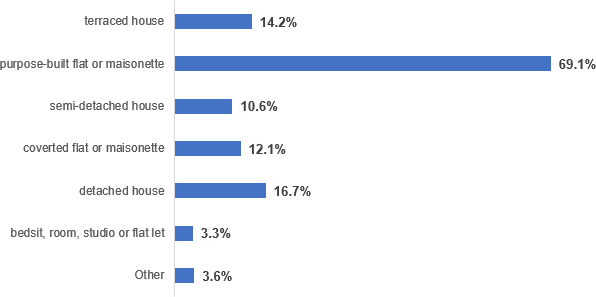 terraced house 14.2%
purpose-built flat or maisonette 69.1%
semi-detached house 10.6%
coverted flat or maisonette 12.1%
detached house 16.7%
bedsit, room, studio or flat let 3.3%
Other 3.6%